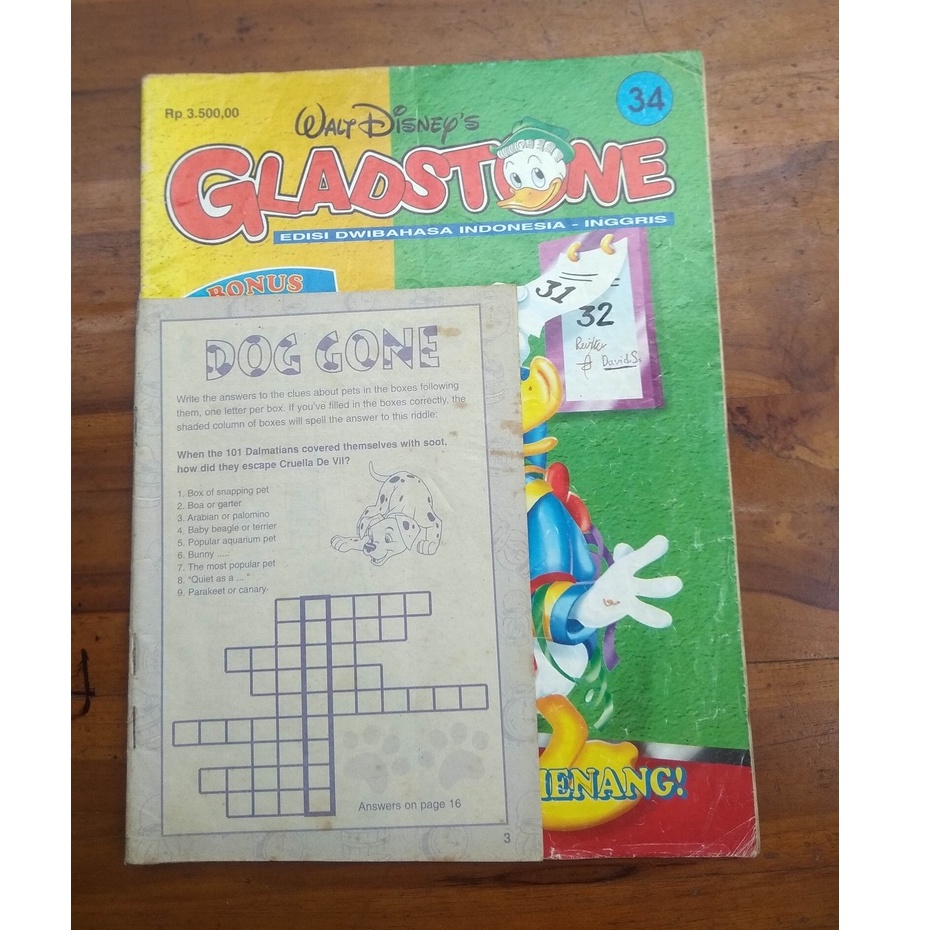 Rp 3.500,00
34
WALT DISNEY'S
GLADSTONE
EDISI DWIBAHASA INDONESIA - INGGRIS
BONUS
31
32
David S.
DOG GONE
Write the answers to the clues about pets in the boxes following
them, one letter per box. If you've filled in the boxes correctly, the
shaded column of boxes will spell the answer to this riddle:
When the 101 Dalmatians covered themselves with soot,
how did they escape Cruella De Vil?
1. Box of snapping pet
2. Boa or garter
3. Arabian or palomino
4. Baby beagle or terrier
5. Popular aquarium pet
6. Bunny .....
7. The most popular pet
8. "Quiet as a ... "
9. Parakeet or canary
Answers on page 16
3
MENANG!